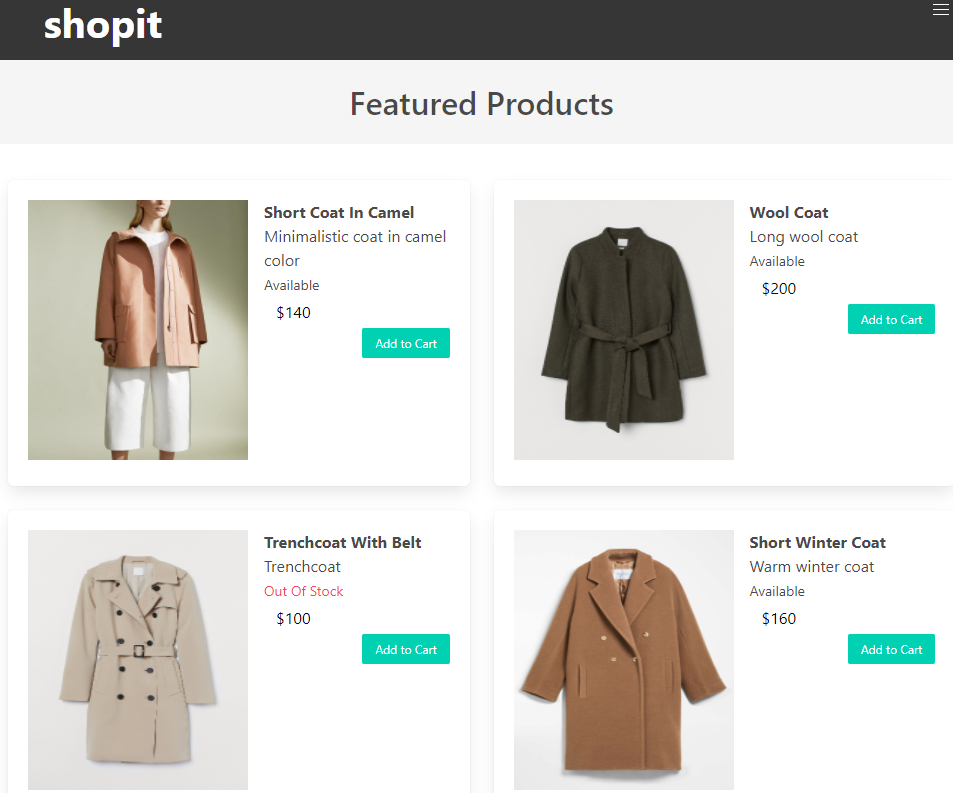 shopit
Featured Products
Short Coat In Camel
Minimalistic coat in camel
color
Available
$140
Add to Cart
Wool Coat
Long wool coat
Available
$200
Add to Cart
Trenchcoat With Belt
Trenchcoat
Out Of Stock
$100
Add to Cart
Short Winter Coat
Warm winter coat
Available
$160
Add to Cart